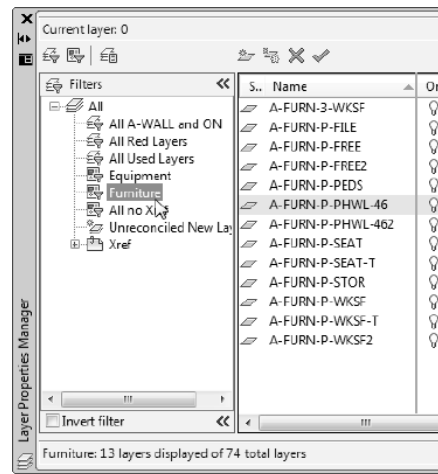 Current layer: 0
Filters
All
All A-WALL and ON
All Red Layers
All Used Layers
Equipment
Furniture
All no
Unreconciled New Lay
Xref
Invert filter
S.. Name On
A-FURN-3-WKSF
A-FURN-P-FILE
A-FURN-P-FREE
A-FURN-P-FREE2
A-FURN-P-PEDS
A-FURN-P-PHWL-46
A-FURN-P-PHWL-462
A-FURN-P-SEAT
A-FURN-P-SEAT-T
A-FURN-P-STOR
A-FURN-P-WKSF
A-FURN-P-WKSF-T
A-FURN-P-WKSF2
Layer Properties Manager
Furniture: 13 layers displayed of 74 total layers